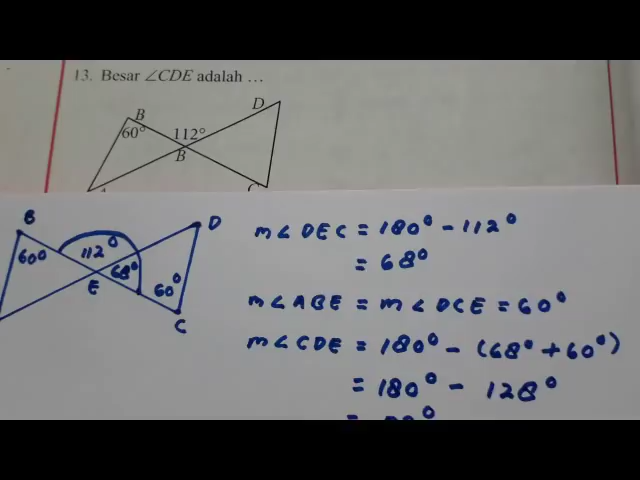 13. Besar ∠CDE adalah ...
B
D
60°
112°
B
B
D
60°
112°
68°
60°
E
C
m∠DEC = 180° - 112°
= 68°
m∠ABE = m∠DCE = 60°
m∠CDE = 180° - (68° + 60°)
= 180° - 128°
=